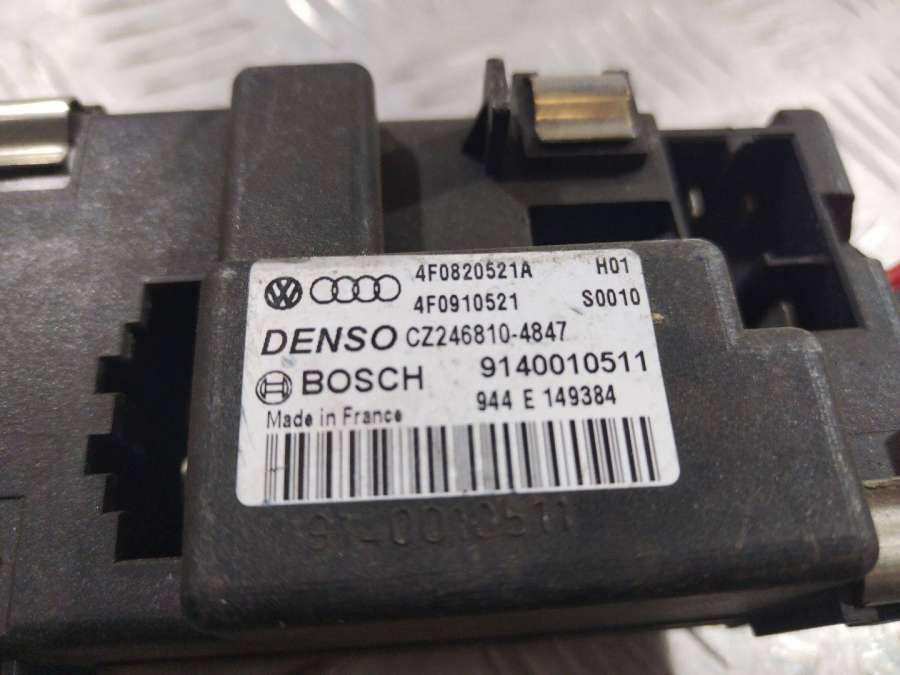 4F0820521A H01
4F0910521 S0010
DENSO CZ246810-4847
BOSCH 9140010511
944 E 149384
Made in France
9140010511